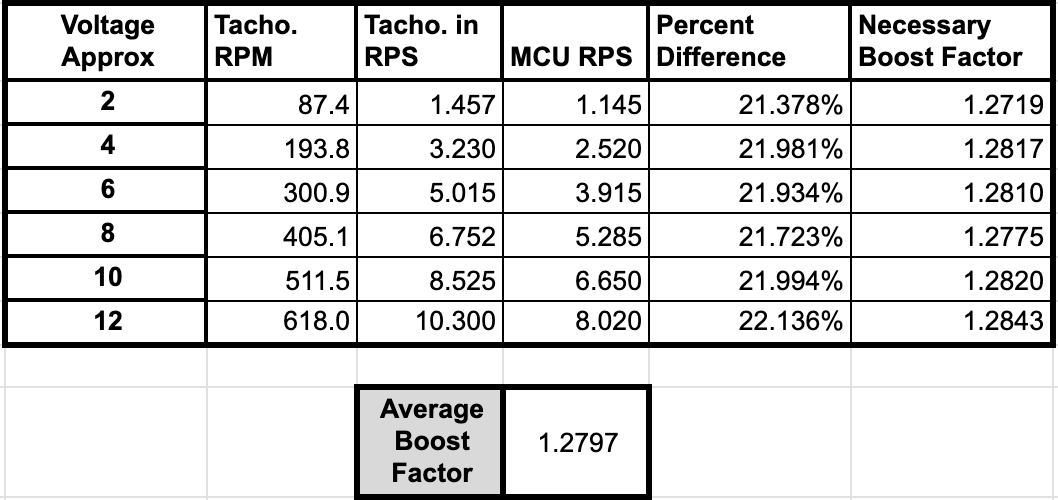 Voltage Approx Tacho. RPM Tacho. in RPS MCU RPS Percent Difference Necessary Boost Factor
2 87.4 1.457 1.145 21.378% 1.2719
4 193.8 3.230 2.520 21.981% 1.2817
6 300.9 5.015 3.915 21.934% 1.2810
8 405.1 6.752 5.285 21.723% 1.2775
10 511.5 8.525 6.650 21.994% 1.2820
12 618.0 10.300 8.020 22.136% 1.2843
Average Boost Factor 1.2797